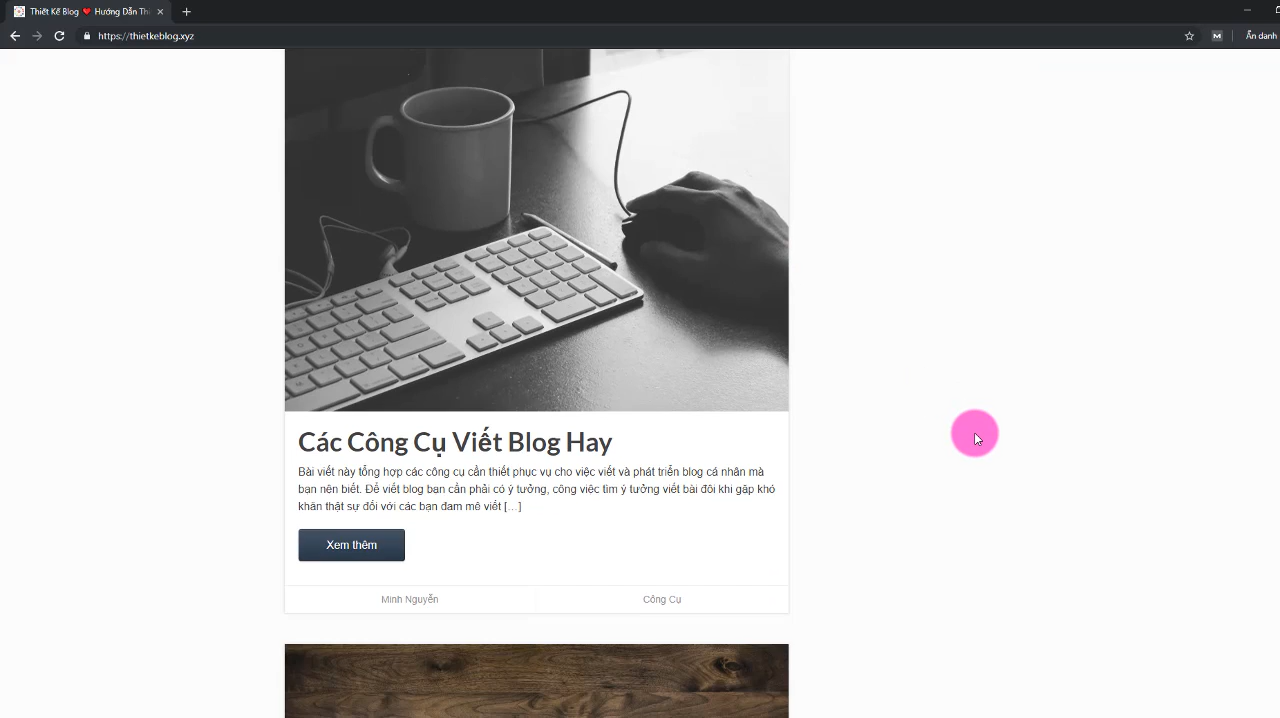 Thiết Kế Blog ❤ Hướng Dẫn Thi
https://thietkeblog.xyz
Ẩn danh
Các Công Cụ Viết Blog Hay
Bài viết này tổng hợp các công cụ cần thiết phục vụ cho việc viết và phát triển blog cá nhân mà
bạn nên biết. Để viết blog bạn cần phải có ý tưởng, công việc tìm ý tưởng viết bài đôi khi gặp khó
khăn thật sự đối với các bạn đam mê viết […]
Xem thêm
Minh Nguyễn
Công Cụ